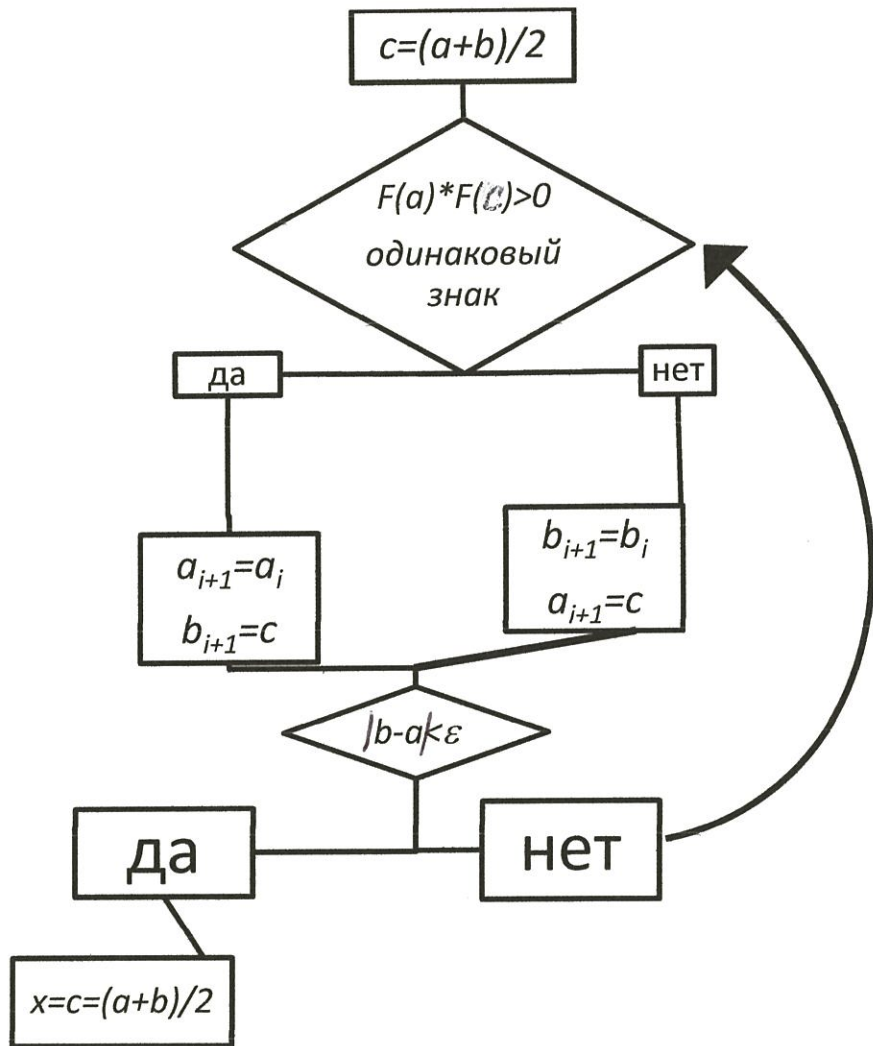 c=(a+b)/2
F(a)*F(c)>0
одинаковый
знак
да
нет
a_{i+1}=a_i
b_{i+1}=c
b_{i+1}=b_i
a_{i+1}=c
|b-a|<ε
да
нет
x=c=(a+b)/2